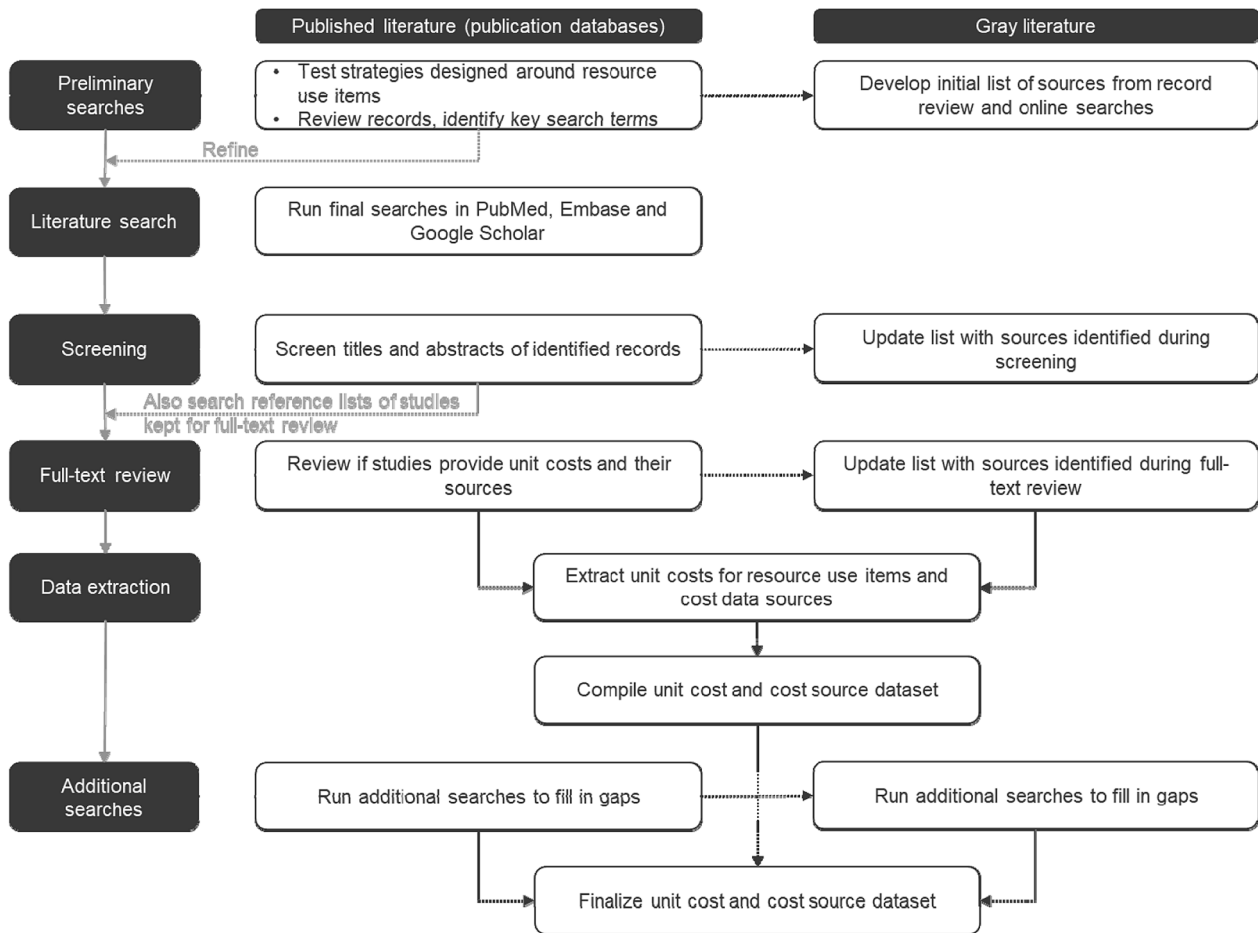 Published literature (publication databases)
Gray literature
Preliminary
searches
• Test strategies designed around resource
use items
• Review records, identify key search terms
Develop initial list of sources from record
review and online searches
Refine
Literature search
Run final searches in PubMed, Embase and
Google Scholar
Screening
Screen titles and abstracts of identified records
Update list with sources identified during
screening
Also search reference lists of studies
kept for full-text review
Full-text review
Review if studies provide unit costs and their
sources
Update list with sources identified during full-
text review
Data extraction
Extract unit costs for resource use items and
cost data sources
Compile unit cost and cost source dataset
Additional
searches
Run additional searches to fill in gaps
Run additional searches to fill in gaps
Finalize unit cost and cost source dataset